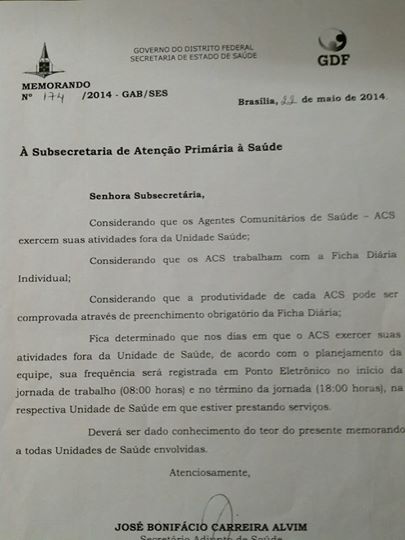 GOVERNO DO DISTRITO FEDERAL
SECRETARIA DE ESTADO DE SAÚDE
GDF
MEMORANDO
Nº 174 /2014 - GAB/SES
Brasília, 22 de maio de 2014.
À Subsecretaria de Atenção Primária à Saúde
Senhora Subsecretária,
Considerando que os Agentes Comunitários de Saúde – ACS
exercem suas atividades fora da Unidade Saúde;
Considerando que os ACS trabalham com a Ficha Diária
Individual;
Considerando que a produtividade de cada ACS pode ser
comprovada através de preenchimento obrigatório da Ficha Diária;
Fica determinado que nos dias em que o ACS exercer suas
atividades fora da Unidade de Saúde, de acordo com o planejamento da
equipe, sua frequência será registrada em Ponto Eletrônico no início da
jornada de trabalho (08:00 horas) e no término da jornada (18:00 horas), na
respectiva Unidade de Saúde em que estiver prestando serviços.
Deverá ser dado conhecimento do teor do presente memorando
a todas Unidades de Saúde envolvidas.
Atenciosamente,
JOSÉ BONIFÁCIO CARREIRA ALVIM
Secretário Adjunto de Saúde